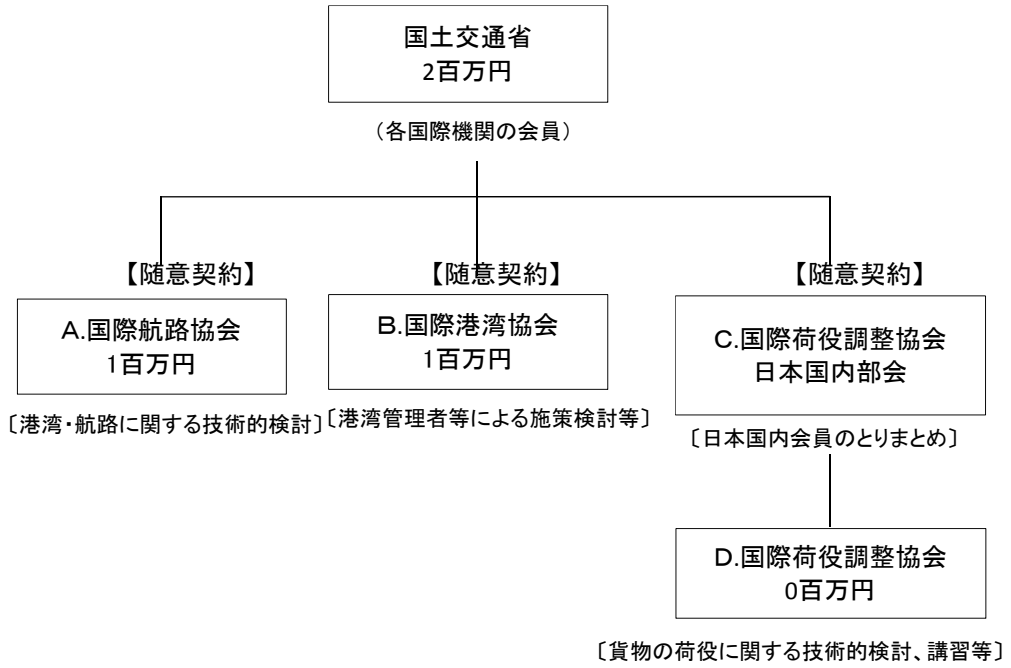 国土交通省
2百万円
（各国際機関の会員）
【随意契約】
【随意契約】
【随意契約】
A.国際航路協会
1百万円
B.国際港湾協会
1百万円
C.国際荷役調整協会
日本国内部会
〔港湾・航路に関する技術的検討〕
〔港湾管理者等による施策検討等〕
〔日本国内会員のとりまとめ〕
D.国際荷役調整協会
0百万円
〔貨物の荷役に関する技術的検討、講習等〕